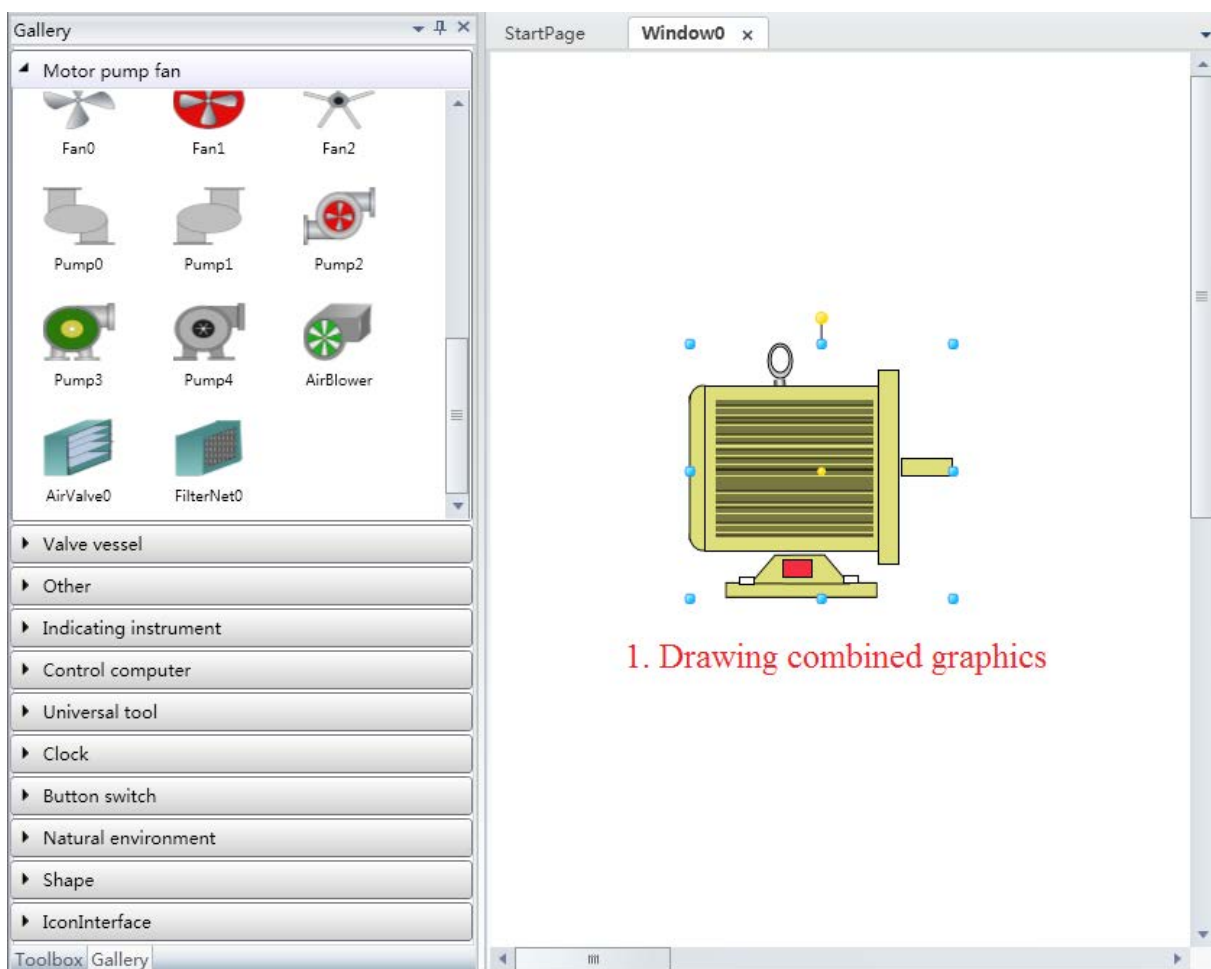 Gallery
StartPage
Window0
Motor pump fan
Fan0
Fan1
Fan2
Pump0
Pump1
Pump2
Pump3
Pump4
AirBlower
AirValve0
FilterNet0
Valve vessel
Other
Indicating instrument
Control computer
Universal tool
Clock
Button switch
Natural environment
Shape
IconInterface
Toolbox Gallery
1. Drawing combined graphics